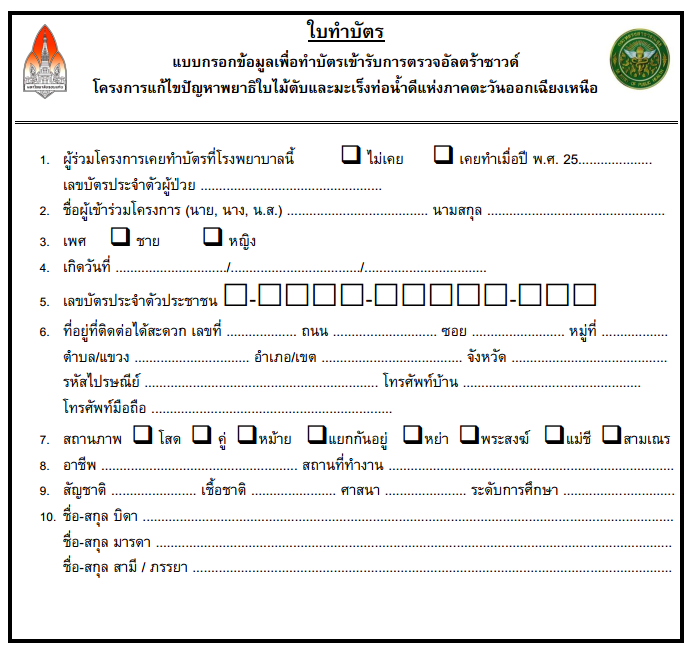 ใบทำบัตร
แบบกรอกข้อมูลเพื่อทำบัตรเข้ารับการตรวจอัลตร้าซาวด์
โครงการแก้ไขปัญหาพยาธิใบไม้ตับและมะเร็งท่อน้ำดีแห่งภาคตะวันออกเฉียงเหนือ
มหาวิทยาลัยขอนแก่น
1. ผู้ร่วมโครงการเคยทำบัตรที่โรงพยาบาลนี้ ❑ ไม่เคย ❑ เคยทำเมื่อปี พ.ศ. 25....................
เลขบัตรประจำตัวผู้ป่วย ..............................................
2. ชื่อผู้เข้าร่วมโครงการ (นาย, นาง, น.ส.) .................................... นามสกุล .............................................
3. เพศ ❑ ชาย ❑ หญิง
4. เกิดวันที่ ............................/................................./...............................
5. เลขบัตรประจำตัวประชาชน □-□□□□-□□□□□-□□□
6. ที่อยู่ที่ติดต่อได้สะดวก เลขที่ .................. ถนน ........................... ซอย ........................ หมู่ที่ .................
ตำบล/แขวง ............................. อำเภอ/เขต .................................... จังหวัด ........................................
รหัสไปรษณีย์ ............................................................ โทรศัพท์บ้าน .............................................
โทรศัพท์มือถือ .............................................................
7. สถานภาพ ❑ โสด ❑ คู่ ❑หม้าย ❑แยกกันอยู่ ❑หย่า ❑พระสงฆ์ ❑แม่ชี ❑สามเณร
8. อาชีพ .................................................. สถานที่ทำงาน .........................................................................
9. สัญชาติ ...................... เชื้อชาติ ...................... ศาสนา ..................... ระดับการศึกษา .............................
10. ชื่อ-สกุล บิดา ........................................................................................................................................
ชื่อ-สกุล มารดา .....................................................................................................................................
ชื่อ-สกุล สามี / ภรรยา ...........................................................................................................................